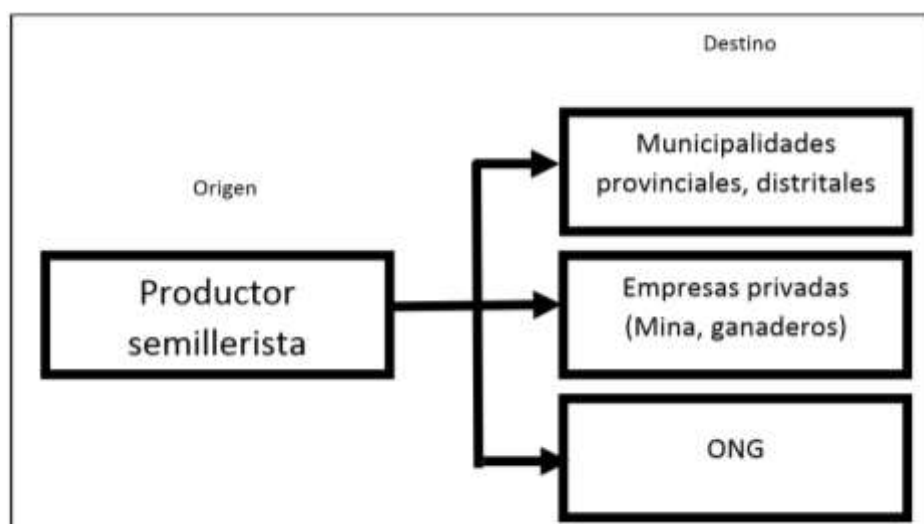 Destino
Municipalidades
provinciales, distritales
Origen
Productor
semillerista
Empresas privadas
(Mina, ganaderos)
ONG